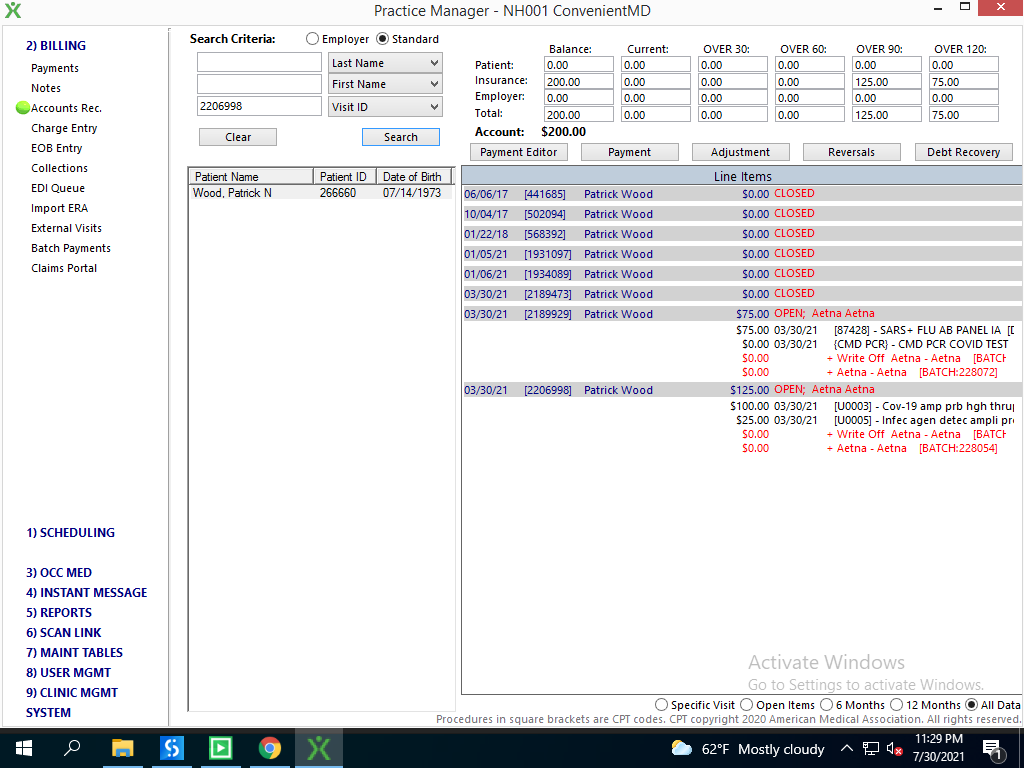 Practice Manager - NH001 ConvenientMD
2) BILLING
Payments
Notes
Accounts Rec.
Charge Entry
EOB Entry
Collections
EDI Queue
Import ERA
External Visits
Batch Payments
Claims Portal
1) SCHEDULING
3) OCC MED
4) INSTANT MESSAGE
5) REPORTS
6) SCAN LINK
7) MAINT TABLES
8) USER MGMT
9) CLINIC MGMT
SYSTEM
Search Criteria: Employer Standard
Last Name
First Name
2206998 Visit ID
Clear Search
Balance: Current: OVER 30: OVER 60: OVER 90: OVER 120:
Patient: 0.00 0.00 0.00 0.00 0.00 0.00
Insurance: 200.00 0.00 0.00 0.00 125.00 75.00
Employer: 0.00 0.00 0.00 0.00 0.00 0.00
Total: 200.00 0.00 0.00 0.00 125.00 75.00
Account: $200.00
Payment Editor Payment Adjustment Reversals Debt Recovery
Patient Name Patient ID Date of Birth
Wood, Patrick N 266660 07/14/1973
Line Items
06/06/17 [441685] Patrick Wood $0.00 CLOSED
10/04/17 [502094] Patrick Wood $0.00 CLOSED
01/22/18 [568392] Patrick Wood $0.00 CLOSED
01/05/21 [1931097] Patrick Wood $0.00 CLOSED
01/06/21 [1934089] Patrick Wood $0.00 CLOSED
03/30/21 [2189473] Patrick Wood $0.00 CLOSED
03/30/21 [2189929] Patrick Wood $75.00 OPEN; Aetna Aetna
$75.00 03/30/21 [87428] - SARS+ FLU AB PANEL IA [D
$0.00 03/30/21 {CMD PCR} - CMD PCR COVID TEST
$0.00 + Write Off Aetna - Aetna [BATCH
$0.00 + Aetna - Aetna [BATCH:228072]
03/30/21 [2206998] Patrick Wood $125.00 OPEN; Aetna Aetna
$100.00 03/30/21 [U0003] - Cov-19 amp prb hgh thrup
$25.00 03/30/21 [U0005] - Infec agen detec ampli pro
$0.00 + Write Off Aetna - Aetna [BATCH
$0.00 + Aetna - Aetna [BATCH:228054]
Activate Windows
Go to Settings to activate Windows.
Specific Visit Open Items 6 Months 12 Months All Data
Procedures in square brackets are CPT codes. CPT copyright 2020 American Medical Association. All rights reserved.
62°F Mostly cloudy
11:29 PM
7/30/2021
1